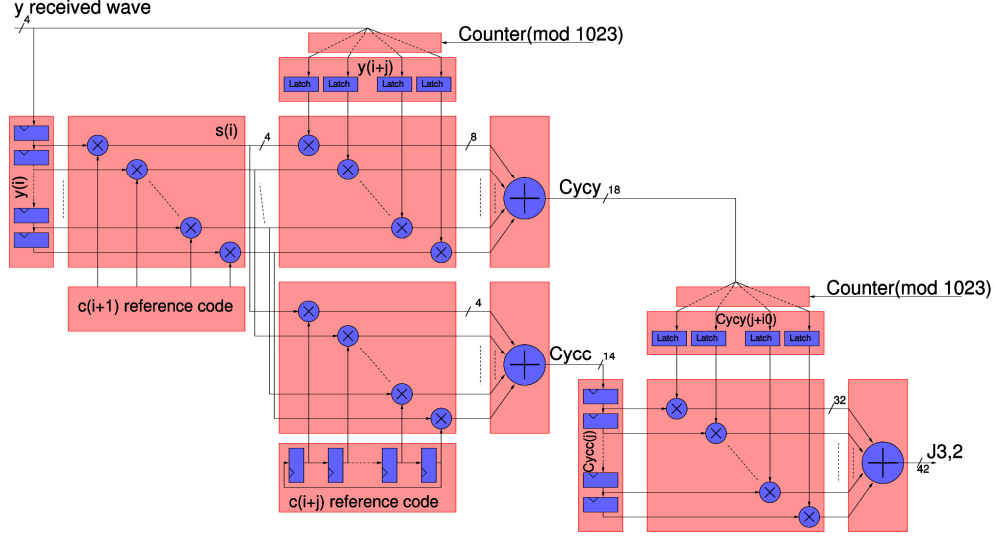 y received wave
4
Counter(mod 1023)
y(i+j)
Latch Latch Latch Latch
s(i)
4
8
y(i)
Cycy
18
c(i+1) reference code
Counter(mod 1023)
4
Cycy(j+i0)
Latch Latch Latch Latch
Cycc
14
32
Cycc(j)
J3,2
42
c(i+j) reference code